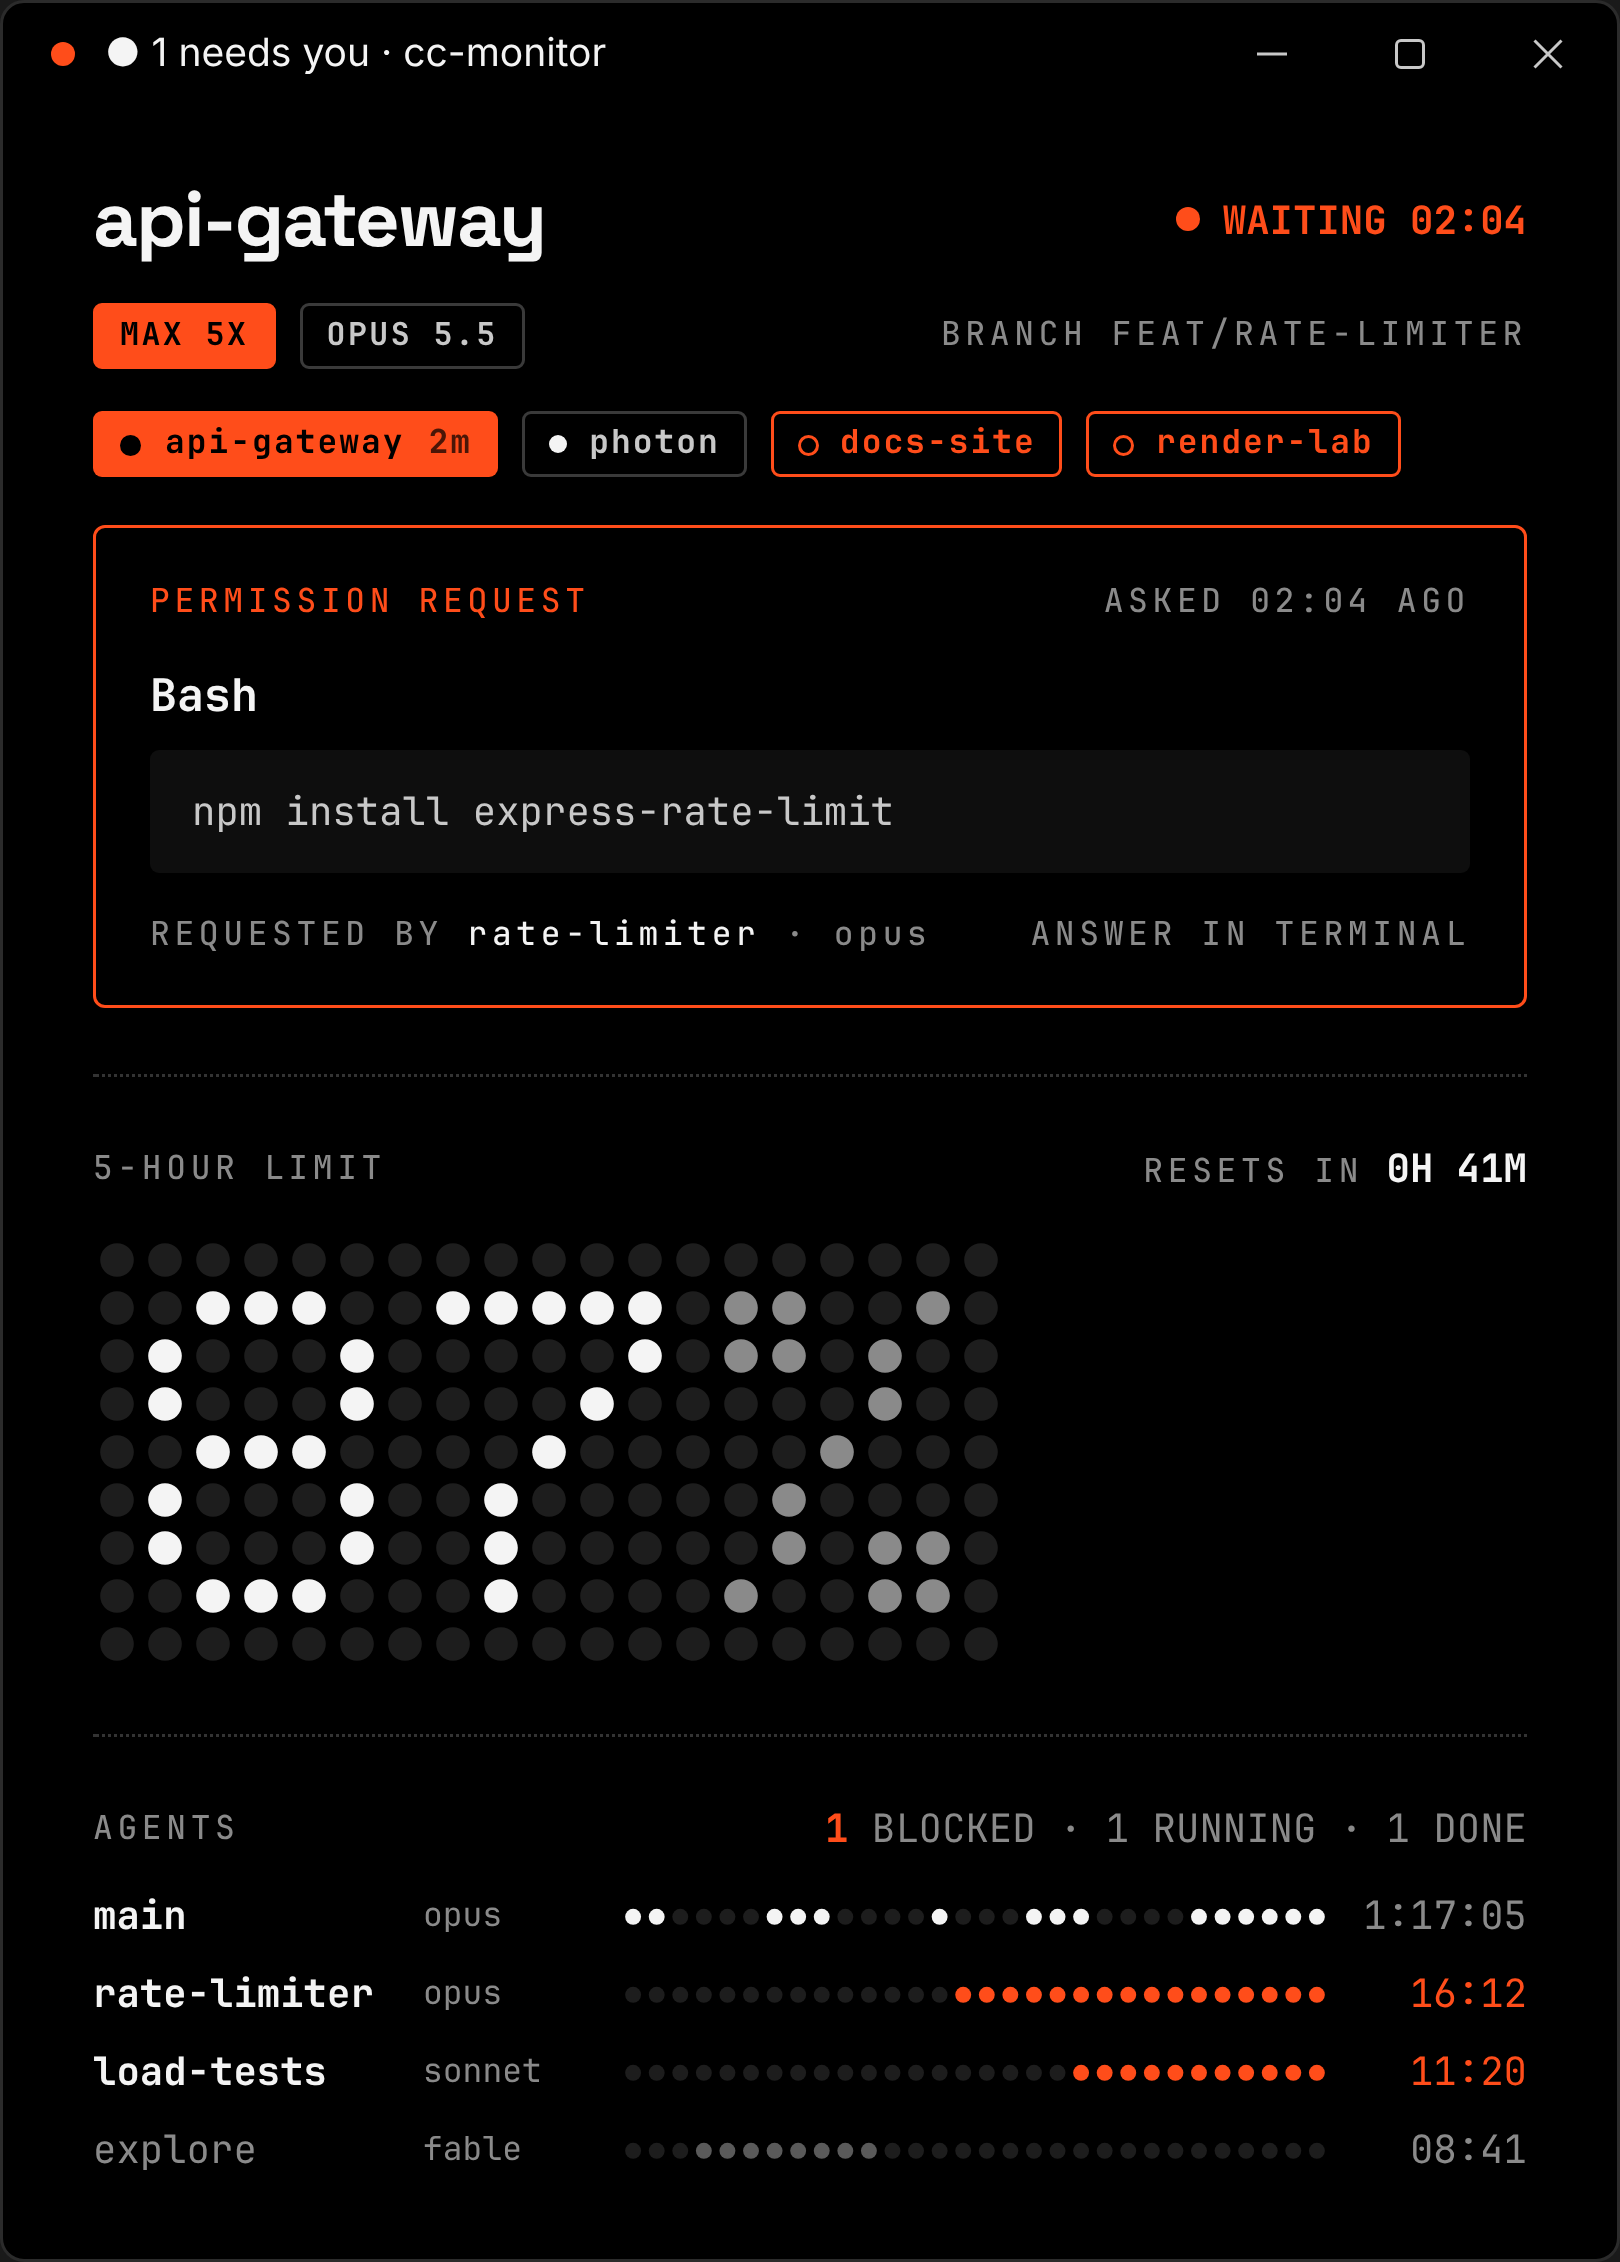 1 needs you · cc-monitor
api-gateway
WAITING 02:04
MAX 5X
OPUS 5.5
BRANCH FEAT/RATE-LIMITER
api-gateway 2m
photon
docs-site
render-lab
PERMISSION REQUEST
ASKED 02:04 AGO
Bash
npm install express-rate-limit
REQUESTED BY rate-limiter · opus
ANSWER IN TERMINAL
5-HOUR LIMIT
RESETS IN 0H 41M
87%
AGENTS
1 BLOCKED · 1 RUNNING · 1 DONE
main opus 1:17:05
rate-limiter opus 16:12
load-tests sonnet 11:20
explore fable 08:41